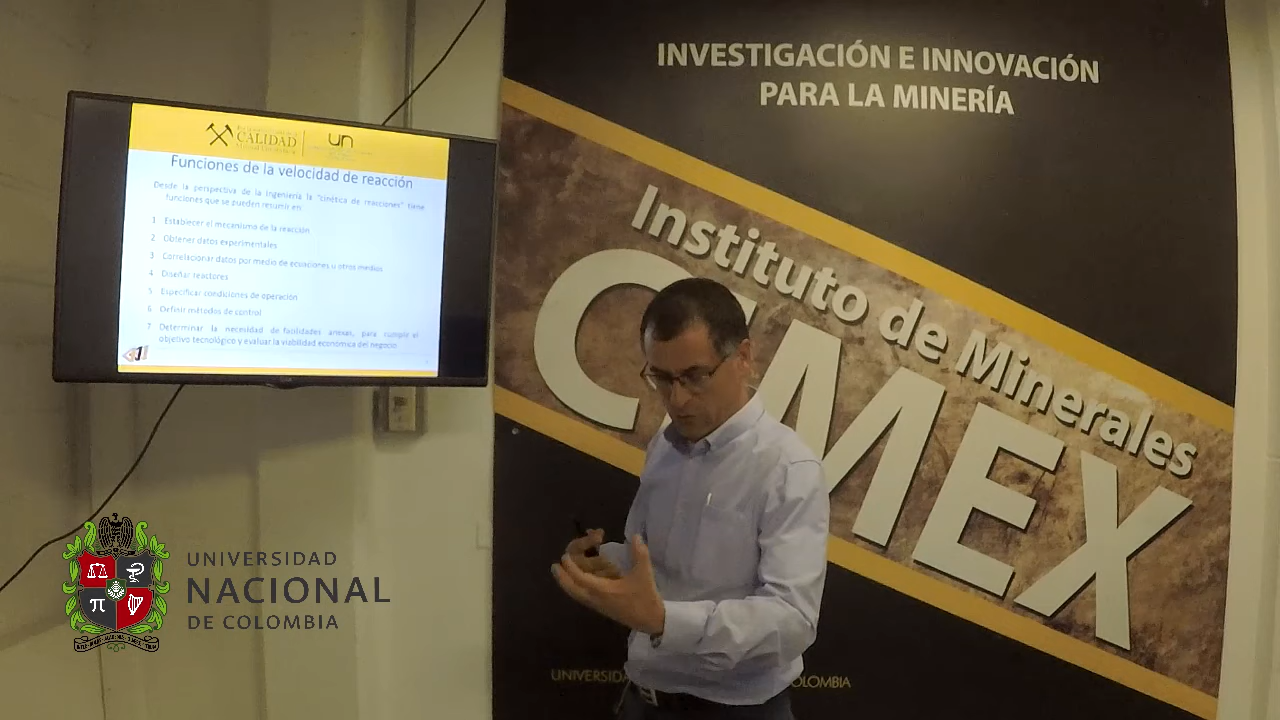 INVESTIGACIÓN E INNOVACIÓN
PARA LA MINERÍA
Instituto de Minerales
CIMEX
CALIDAD
un
Funciones de la velocidad de reacción
Desde la perspectiva de la ingeniería la "cinética de reacciones" tiene
funciones que se pueden resumir en:
1 Establecer el mecanismo de la reacción
2 Obtener datos experimentales
3 Correlacionar datos por medio de ecuaciones u otros medios
4 Diseñar reactores
5 Especificar condiciones de operación
6 Definir métodos de control
7 Determinar la necesidad de facilidades anexas, para cumplir el
objetivo tecnológico y evaluar la viabilidad económica del negocio
UNIVERSIDAD
NACIONAL
DE COLOMBIA
UNIVERSIDA OLOMBIA